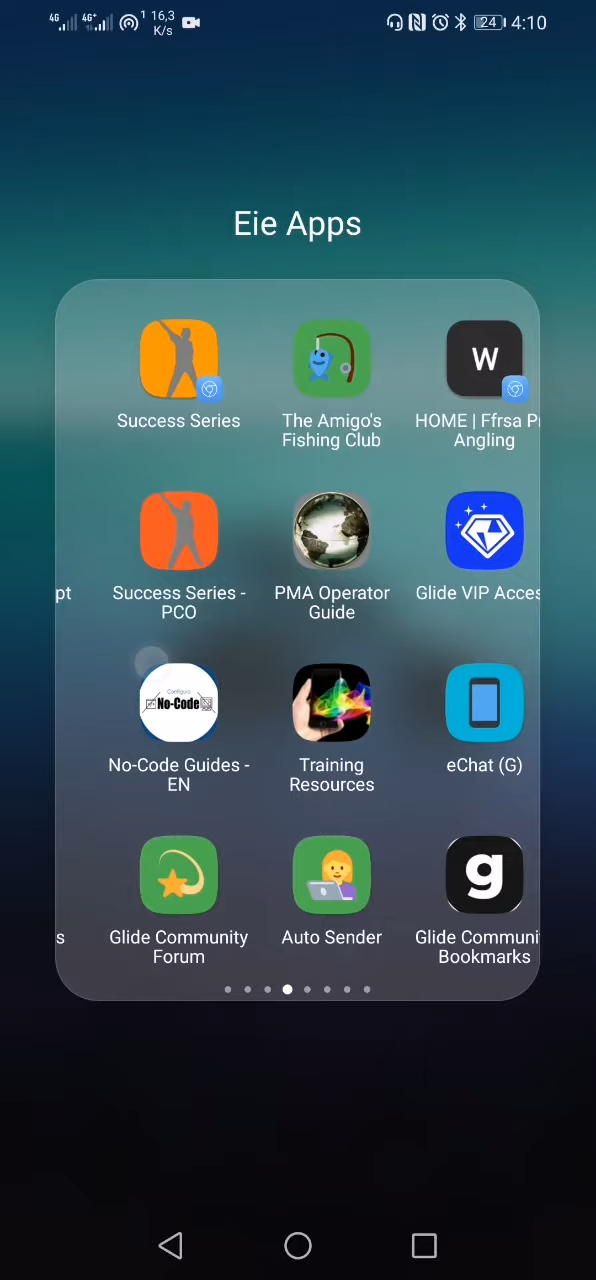 4G 4G+ 1 16,3 K/s 24 4:10
Eie Apps
W
Success Series
The Amigo's
Fishing Club
HOME | Ffrsa P
Angling
pt
Success Series -
PCO
PMA Operator
Guide
Glide VIP Acces
Configura
No-Code
No-Code Guides -
EN
Training
Resources
eChat (G)
g
s
Glide Community
Forum
Auto Sender
Glide Communi
Bookmarks